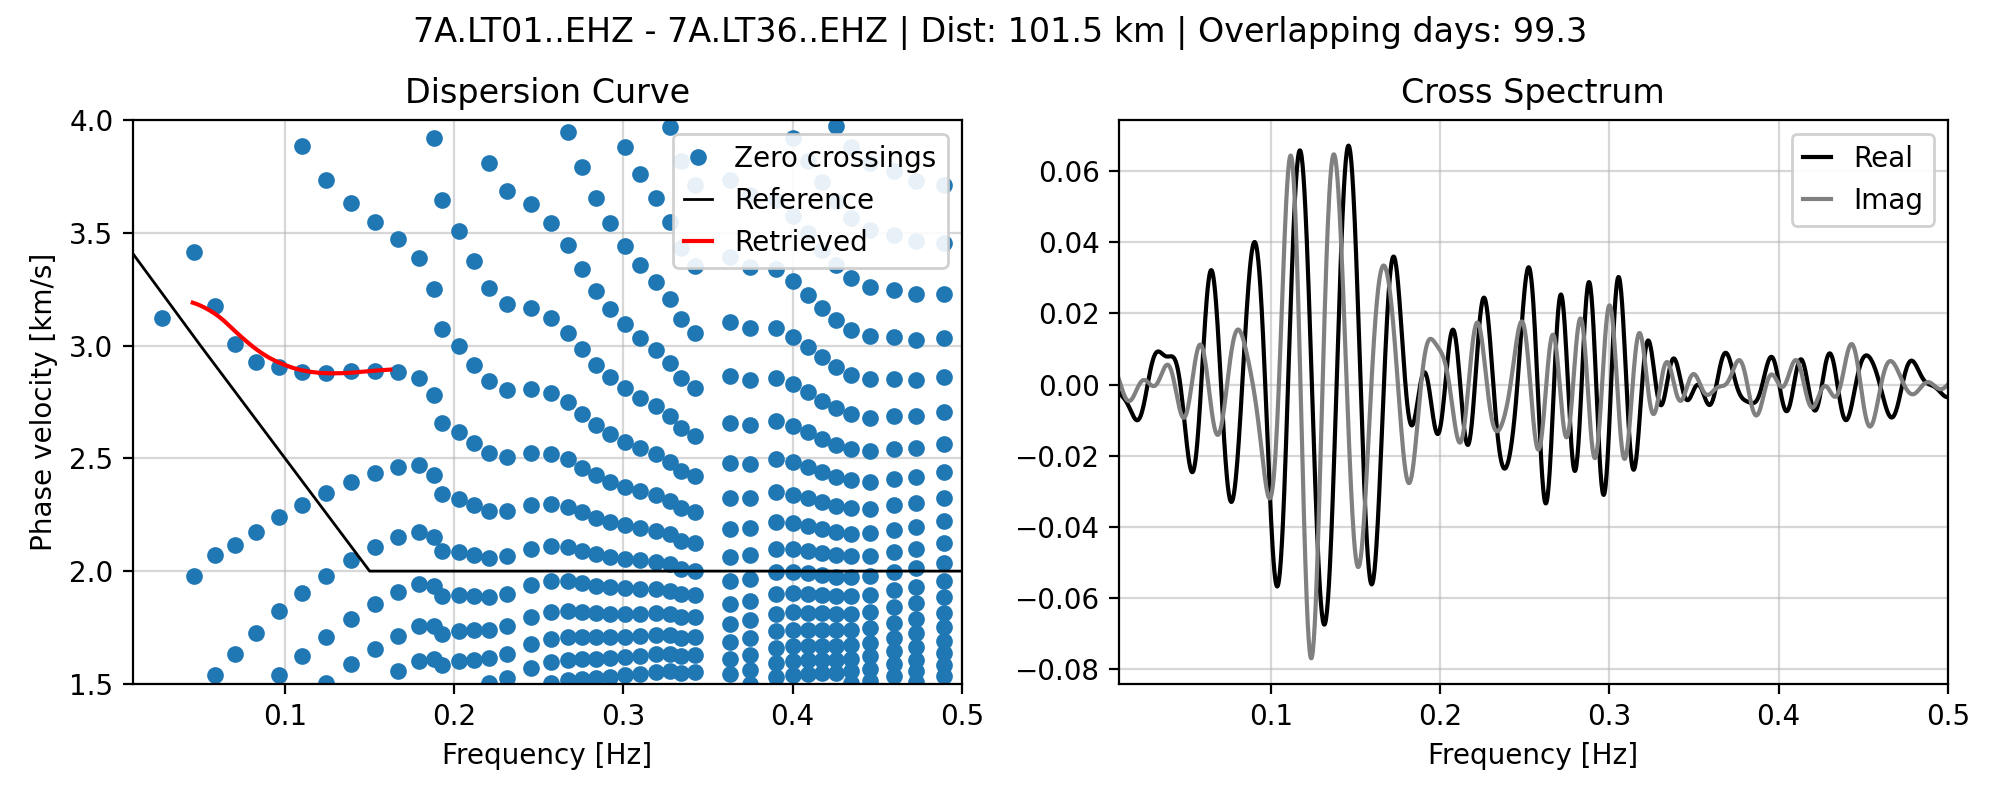 7A.LT01..EHZ - 7A.LT36..EHZ | Dist: 101.5 km | Overlapping days: 99.3
Dispersion Curve
4.0
3.5
3.0
2.5
2.0
1.5
Phase velocity [km/s]
0.1 0.2 0.3 0.4 0.5
Frequency [Hz]
Zero crossings
Reference
Retrieved
Cross Spectrum
0.06
0.04
0.02
0.00
−0.02
−0.04
−0.06
−0.08
0.1 0.2 0.3 0.4 0.5
Frequency [Hz]
Real
Imag